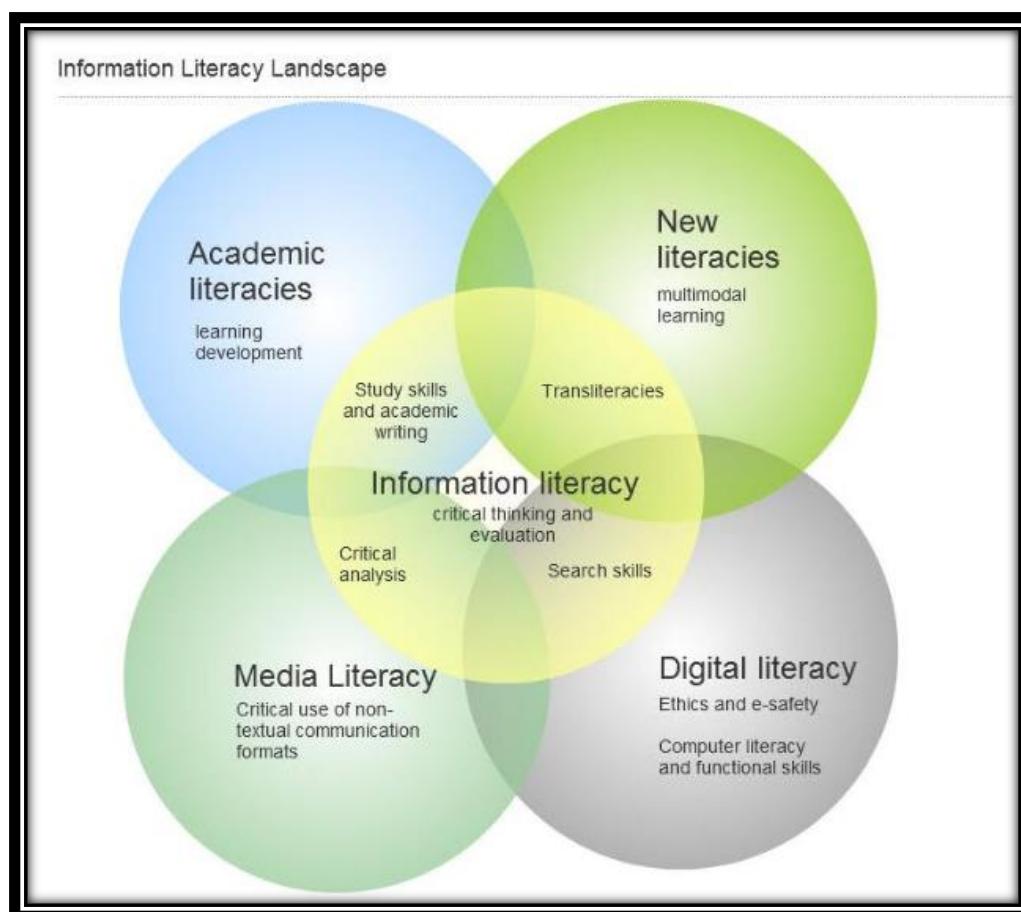 Information Literacy Landscape
Academic
literacies
learning
development
New
literacies
multimodal
learning
Study skills
and academic
writing
Transliteracies
Information literacy
critical thinking and
evaluation
Critical
analysis
Search skills
Media Literacy
Critical use of non-
textual communication
formats
Digital literacy
Ethics and e-safety
Computer literacy
and functional skills